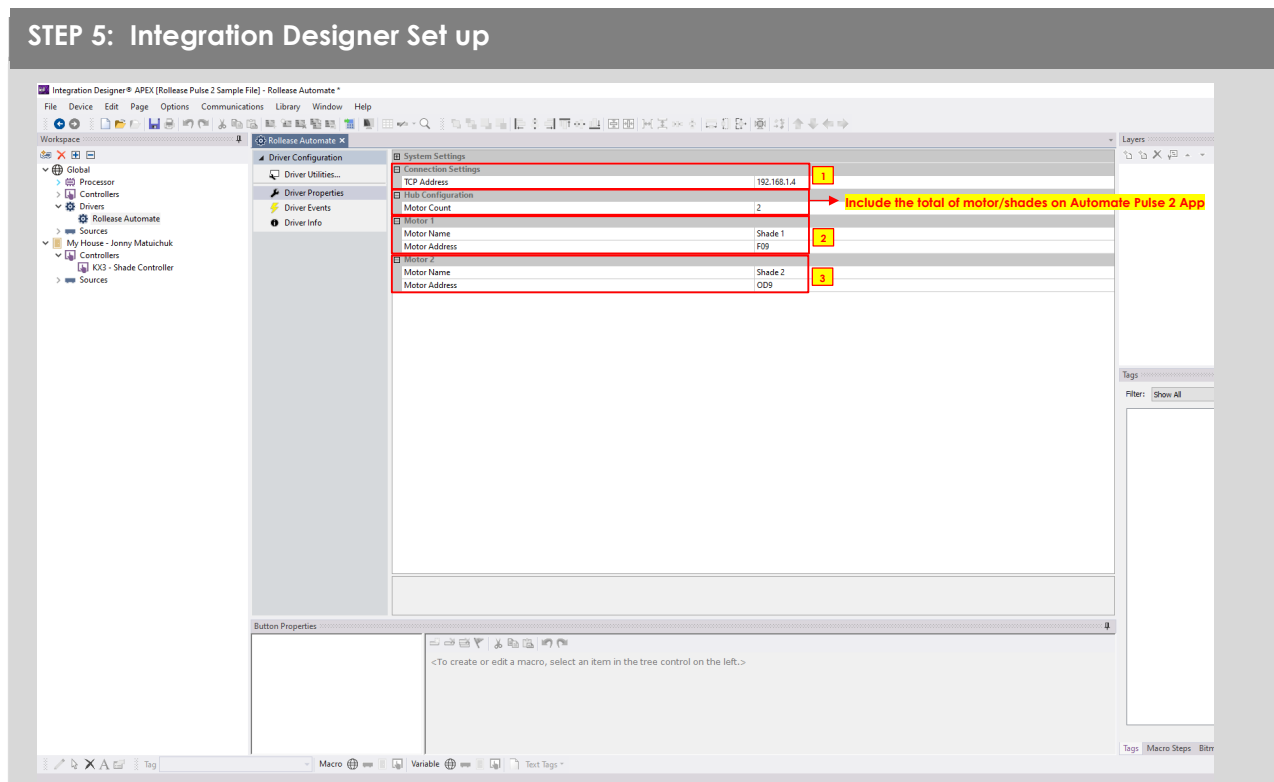 STEP 5: Integration Designer Set up
Integration Designer® APEX [Rollease Pulse 2 Sample File] - Rollease Automate *
File Device Edit Page Options Communications Library Window Help
Workspace
Rollease Automate
Layers
Global
Processor
Controllers
Drivers
Rollease Automate
Sources
My House - Jonny Matuichuk
Controllers
KX3 - Shade Controller
Sources
Driver Configuration
Driver Utilities...
Driver Properties
Driver Events
Driver Info
System Settings
Connection Settings
TCP Address 192.168.1.4
1
Hub Configuration
Motor Count 2
Include the total of motor/shades on Automate Pulse 2 App
Motor 1
Motor Name Shade 1
Motor Address F09
2
Motor 2
Motor Name Shade 2
Motor Address OD9
3
Tags
Filter: Show All
Button Properties
<To create or edit a macro, select an item in the tree control on the left.>
Tags Macro Steps Bitm
Tag Macro Variable Text Tags